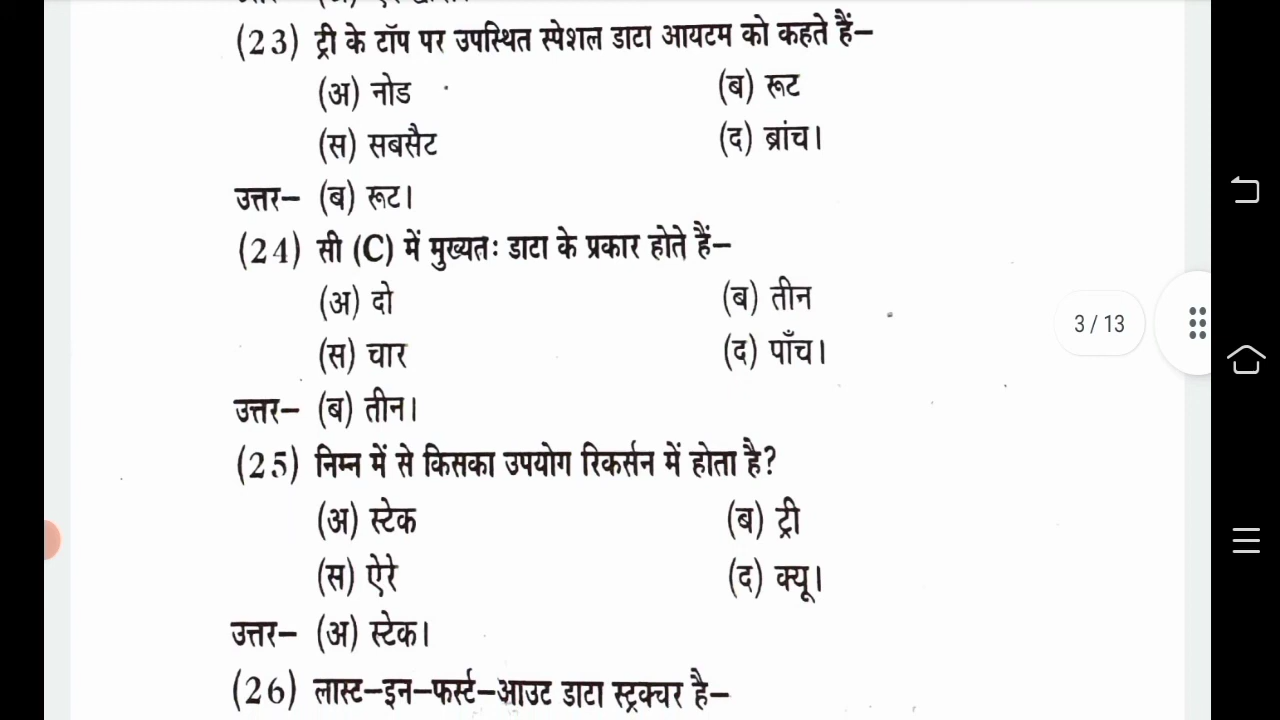 (23) ट्री के टॉप पर उपस्थित स्पेशल डाटा आयटम को कहते हैं–
(अ) नोड (ब) रूट
(स) सबसैट (द) ब्रांच।
उत्तर– (ब) रूट।
(24) सी (C) में मुख्यतः डाटा के प्रकार होते हैं–
(अ) दो (ब) तीन
(स) चार (द) पाँच।
3 / 13
उत्तर– (ब) तीन।
(25) निम्न में से किसका उपयोग रिकर्सन में होता है?
(अ) स्टेक (ब) ट्री
(स) ऐरे (द) क्यू।
उत्तर– (अ) स्टेक।
(26) लास्ट–इन–फर्स्ट–आउट डाटा स्ट्रक्चर है–